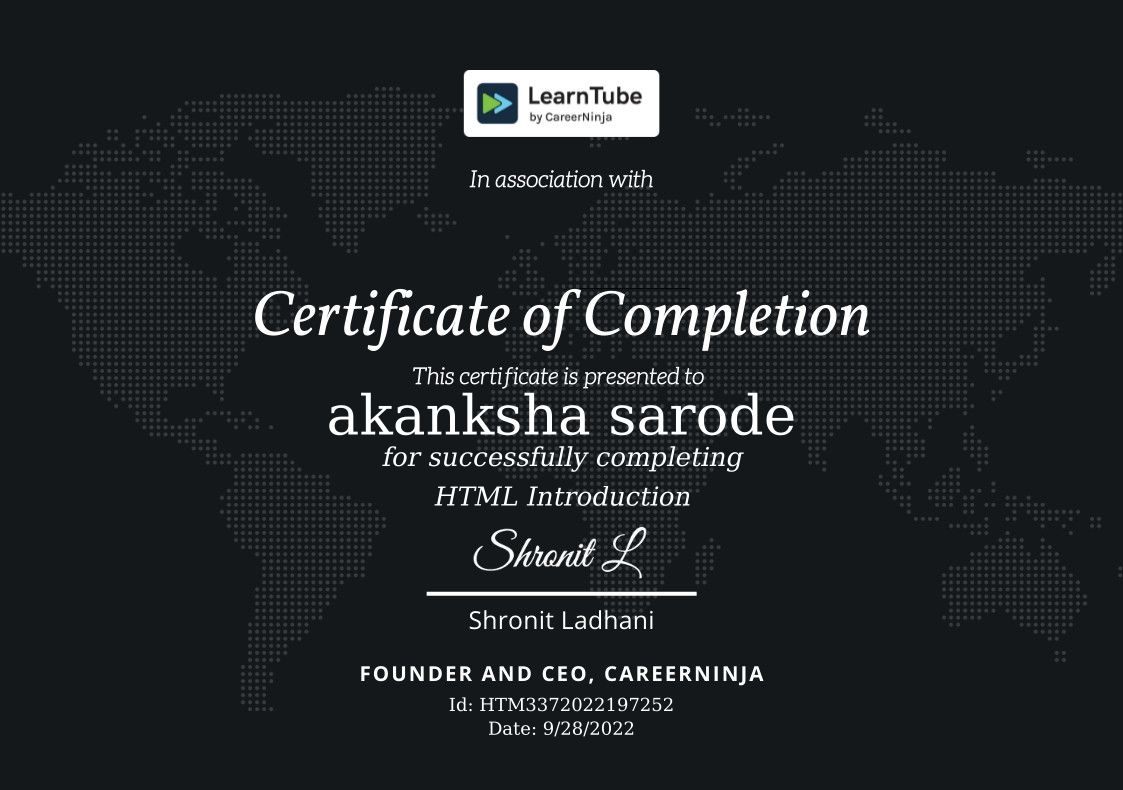 LearnTube
by CareerNinja
In association with
Certificate of Completion
This certificate is presented to
akanksha sarode
for successfully completing
HTML Introduction
Shronit L
Shronit Ladhani
FOUNDER AND CEO, CAREERNINJA
Id: HTM3372022197252
Date: 9/28/2022